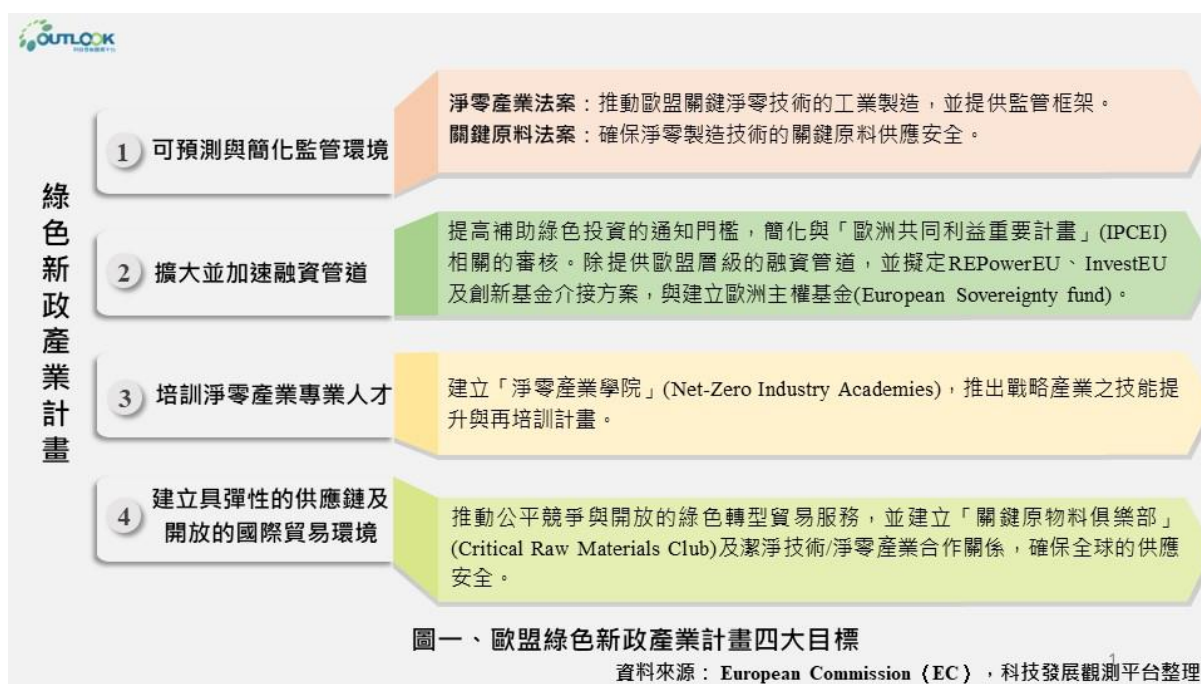 OUTLOOK
綠色新政產業計畫
1
可預測與簡化監管環境
淨零產業法案：推動歐盟關鍵淨零技術的工業製造，並提供監管框架。
關鍵原料法案：確保淨零製造技術的關鍵原料供應安全。
2
擴大並加速融資管道
提高補助綠色投資的通知門檻，簡化與「歐洲共同利益重要計畫」(IPCEI)
相關的審核。除提供歐盟層級的融資管道，並擬定REPowerEU、InvestEU
及創新基金介接方案，與建立歐洲主權基金(European Sovereignty fund)。
3
培訓淨零產業專業人才
建立「淨零產業學院」(Net-Zero Industry Academies)，推出戰略產業之技能提
升與再培訓計畫。
4
建立具彈性的供應鏈及
開放的國際貿易環境
推動公平競爭與開放的綠色轉型貿易服務，並建立「關鍵原物料俱樂部」
(Critical Raw Materials Club)及潔淨技術/淨零產業合作關係，確保全球的供應
安全。
圖一、歐盟綠色新政產業計畫四大目標
1
資料來源：European Commission（EC），科技發展觀測平台整理